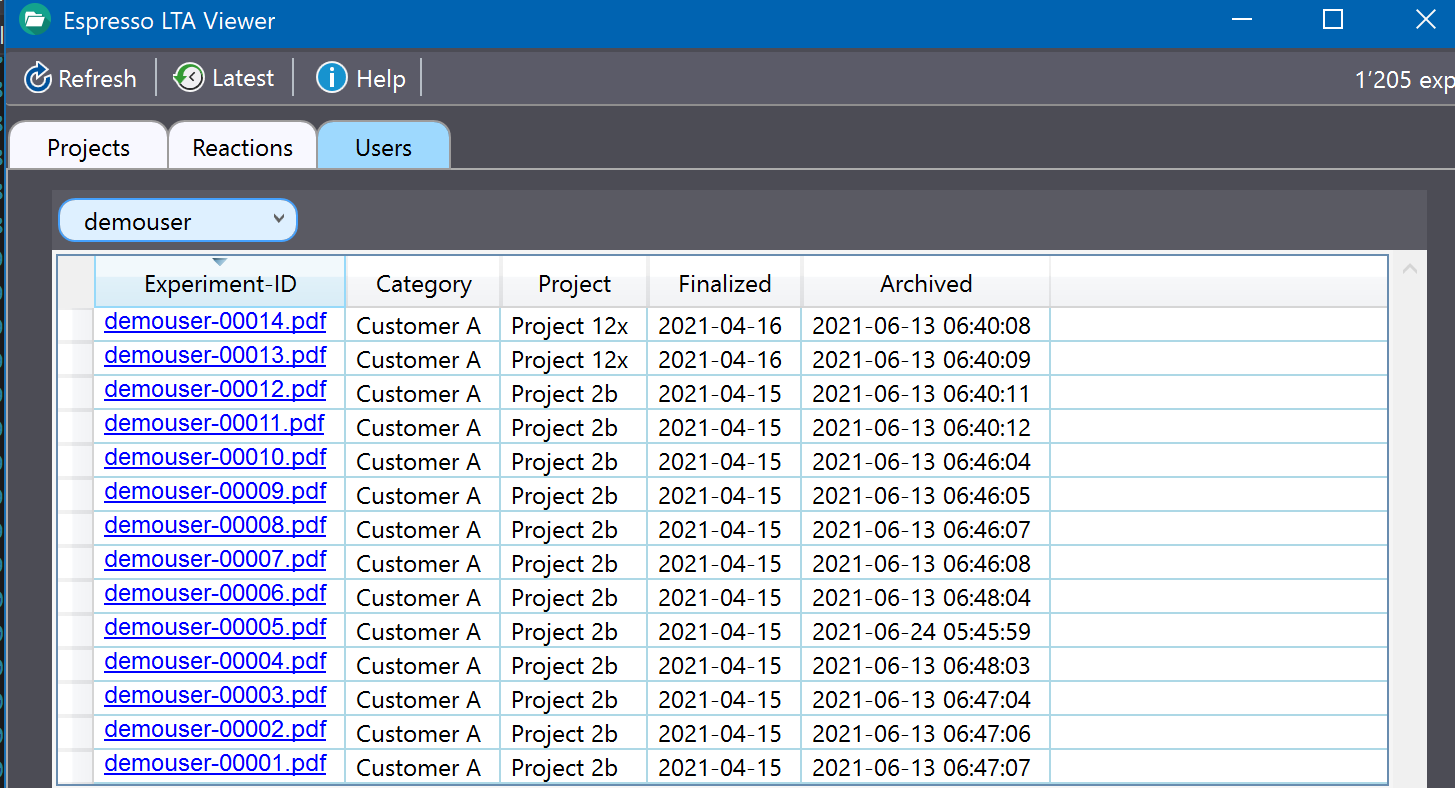 Espresso LTA Viewer
Refresh Latest Help 1’205 exp
Projects Reactions Users
demouser
Experiment-ID Category Project Finalized Archived
demouser-00014.pdf Customer A Project 12x 2021-04-16 2021-06-13 06:40:08
demouser-00013.pdf Customer A Project 12x 2021-04-16 2021-06-13 06:40:09
demouser-00012.pdf Customer A Project 2b 2021-04-15 2021-06-13 06:40:11
demouser-00011.pdf Customer A Project 2b 2021-04-15 2021-06-13 06:40:12
demouser-00010.pdf Customer A Project 2b 2021-04-15 2021-06-13 06:46:04
demouser-00009.pdf Customer A Project 2b 2021-04-15 2021-06-13 06:46:05
demouser-00008.pdf Customer A Project 2b 2021-04-15 2021-06-13 06:46:07
demouser-00007.pdf Customer A Project 2b 2021-04-15 2021-06-13 06:46:08
demouser-00006.pdf Customer A Project 2b 2021-04-15 2021-06-13 06:48:04
demouser-00005.pdf Customer A Project 2b 2021-04-15 2021-06-24 05:45:59
demouser-00004.pdf Customer A Project 2b 2021-04-15 2021-06-13 06:48:03
demouser-00003.pdf Customer A Project 2b 2021-04-15 2021-06-13 06:47:04
demouser-00002.pdf Customer A Project 2b 2021-04-15 2021-06-13 06:47:06
demouser-00001.pdf Customer A Project 2b 2021-04-15 2021-06-13 06:47:07